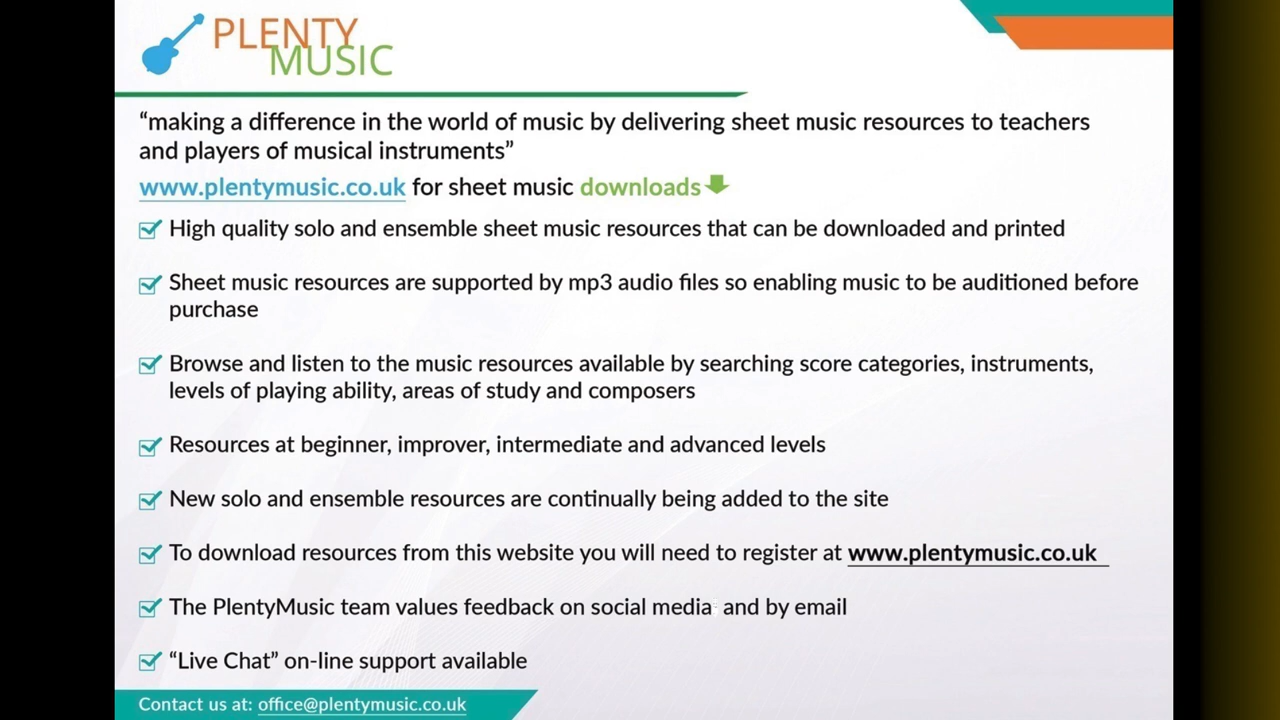 PLENTY
MUSIC
“making a difference in the world of music by delivering sheet music resources to teachers
and players of musical instruments”
www.plentymusic.co.uk for sheet music downloads
High quality solo and ensemble sheet music resources that can be downloaded and printed
Sheet music resources are supported by mp3 audio files so enabling music to be auditioned before
purchase
Browse and listen to the music resources available by searching score categories, instruments,
levels of playing ability, areas of study and composers
Resources at beginner, improver, intermediate and advanced levels
New solo and ensemble resources are continually being added to the site
To download resources from this website you will need to register at www.plentymusic.co.uk
The PlentyMusic team values feedback on social media and by email
“Live Chat” on-line support available
Contact us at: office@plentymusic.co.uk